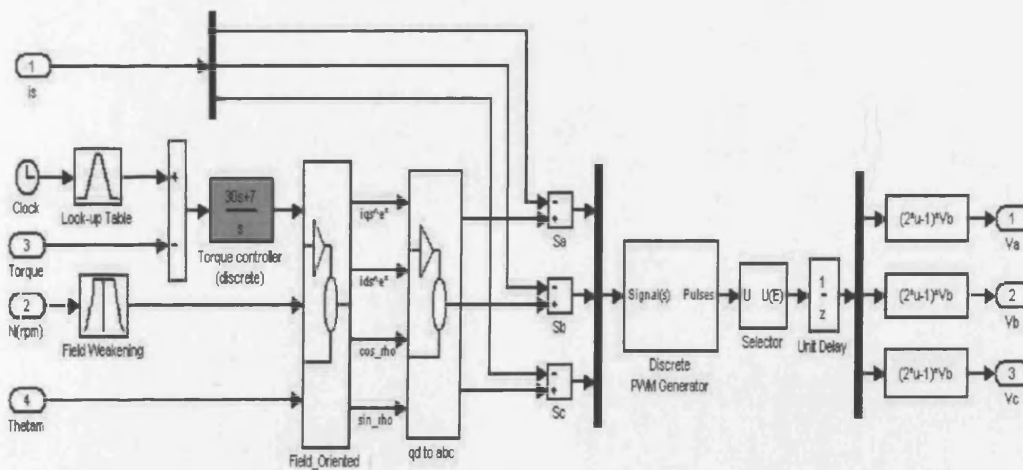 1
is
Clock
Look-up Table
3
Torque
2
N(rpm)
Field Weakening
4
Thetam
+
-
30s+7
s
Torque controller
(discrete)
Field_Oriented
iqs^e*
ids^e*
cos_rho
sin_rho
qd to abc
-
+
Sa
-
+
Sb
-
+
Sc
Signal(s) Pulses
Discrete
PWM Generator
U U(E)
Selector
1
z
Unit Delay
(2*u-1)*Vb
1
Va
(2*u-1)*Vb
2
Vb
(2*u-1)*Vb
3
Vc